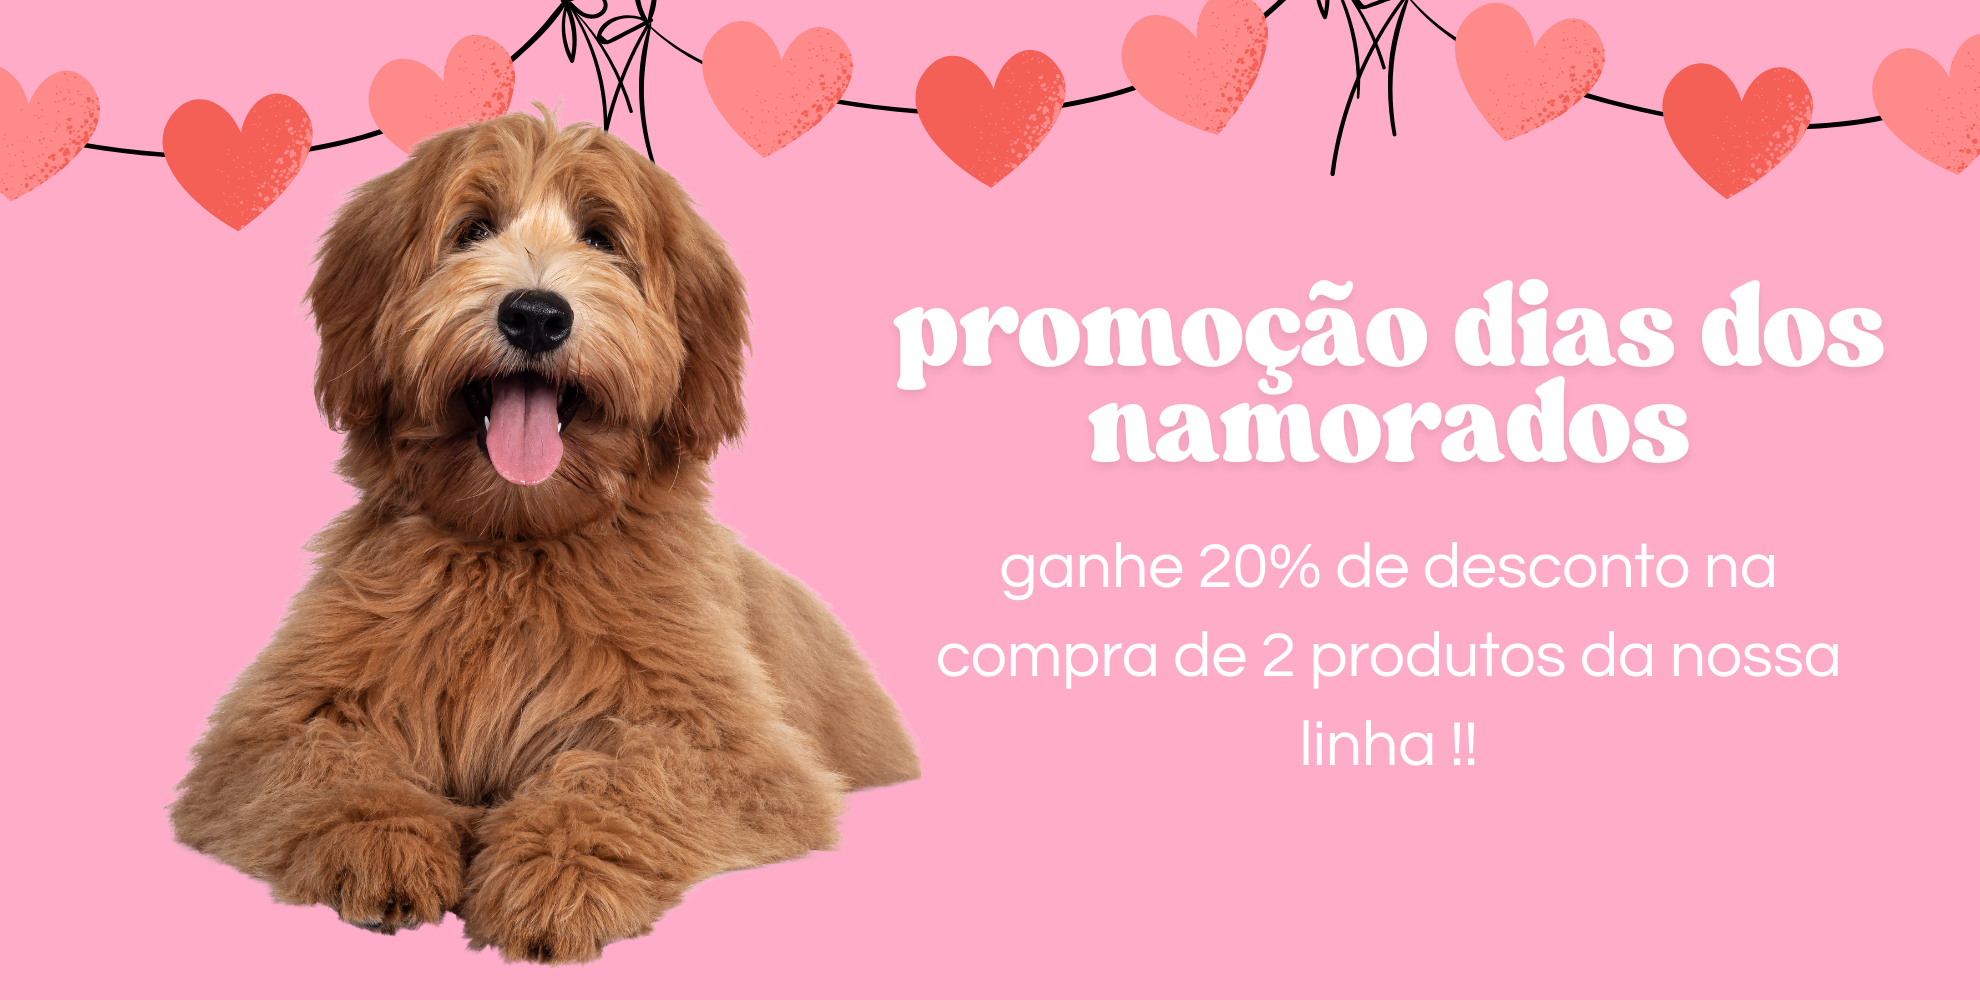 promoção dias dos
namorados
ganhe 20% de desconto na
compra de 2 produtos da nossa
linha !!